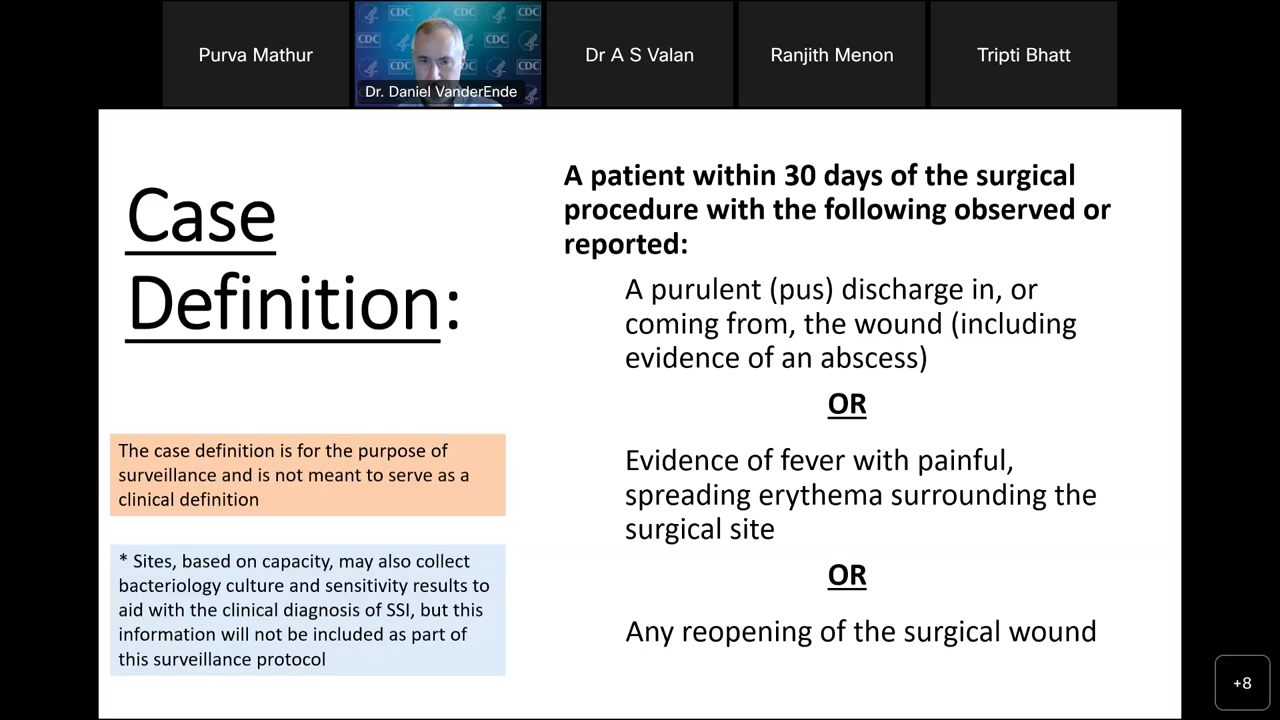 Purva Mathur
CDC
CDC
CDC
CDC
Dr. Daniel VanderEnde
Dr A S Valan
Ranjith Menon
Tripti Bhatt
Case
Definition:
The case definition is for the purpose of
surveillance and is not meant to serve as a
clinical definition
* Sites, based on capacity, may also collect
bacteriology culture and sensitivity results to
aid with the clinical diagnosis of SSI, but this
information will not be included as part of
this surveillance protocol
A patient within 30 days of the surgical
procedure with the following observed or
reported:
A purulent (pus) discharge in, or
coming from, the wound (including
evidence of an abscess)
OR
Evidence of fever with painful,
spreading erythema surrounding the
surgical site
OR
Any reopening of the surgical wound
+8